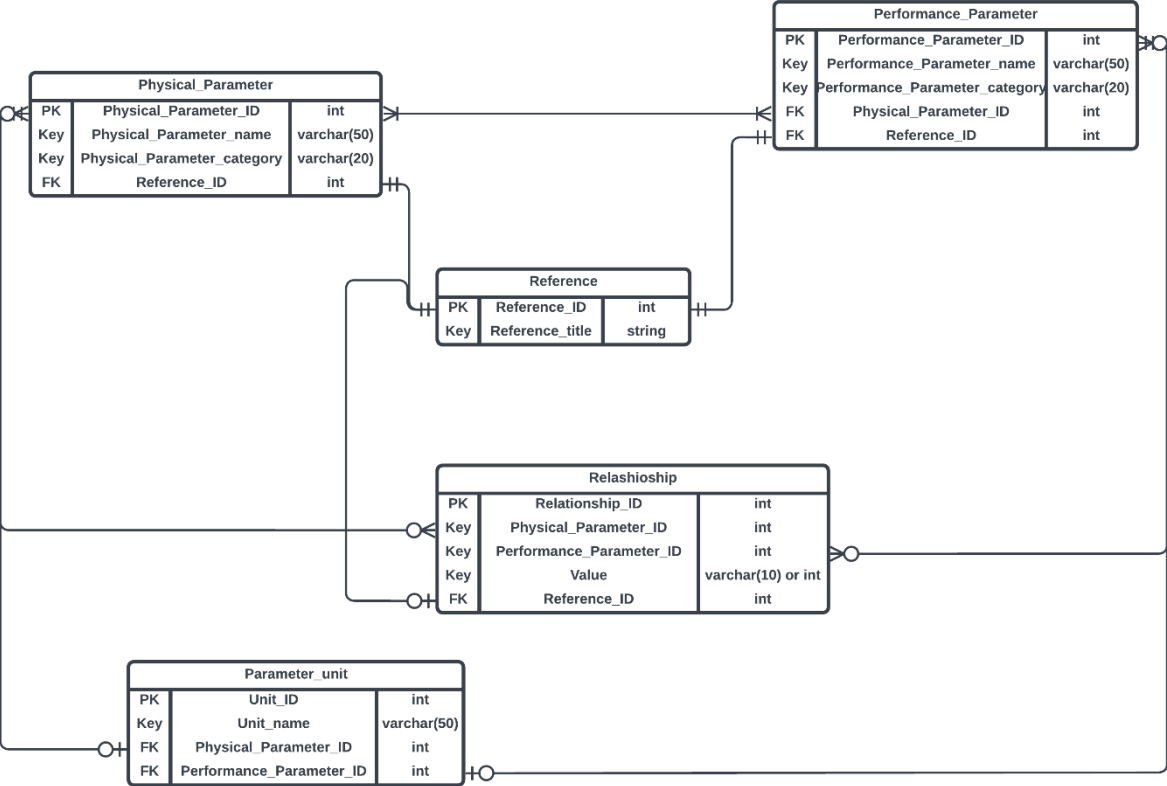 Performance_Parameter
PK Performance_Parameter_ID int
Key Performance_Parameter_name varchar(50)
Key Performance_Parameter_category varchar(20)
FK Physical_Parameter_ID int
FK Reference_ID int
Physical_Parameter
PK Physical_Parameter_ID int
Key Physical_Parameter_name varchar(50)
Key Physical_Parameter_category varchar(20)
FK Reference_ID int
Reference
PK Reference_ID int
Key Reference_title string
Relashioship
PK Relationship_ID int
Key Physical_Parameter_ID int
Key Performance_Parameter_ID int
Key Value varchar(10) or int
FK Reference_ID int
Parameter_unit
PK Unit_ID int
Key Unit_name varchar(50)
FK Physical_Parameter_ID int
FK Performance_Parameter_ID int